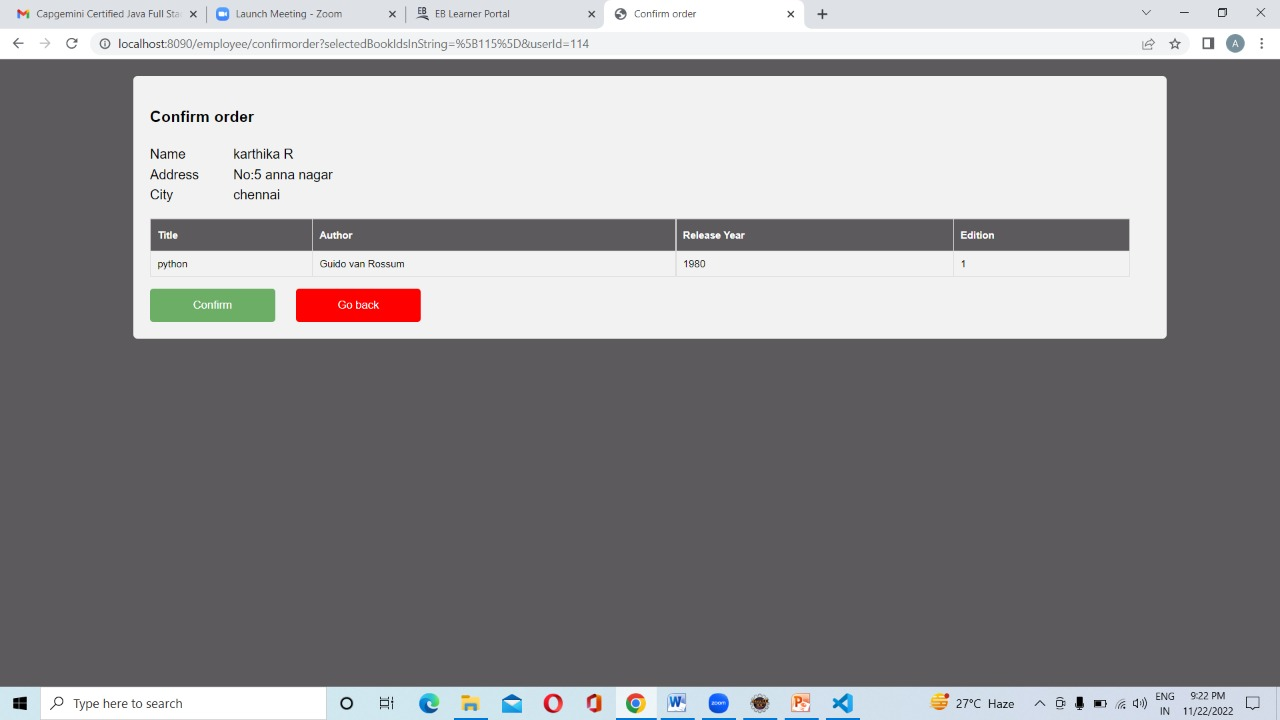 Capgemini Certified Java Full Sta
Launch Meeting - Zoom
EB Learner Portal
Confirm order
localhost:8090/employee/confirmorder?selectedBookIdsInString=%5B115%5D&userId=114
A
Confirm order
Name karthika R
Address No:5 anna nagar
City chennai
Title Author Release Year Edition
python Guido van Rossum 1980 1
Confirm Go back
Type here to search
zoom
27°C Haze
ENG
IN
9:22 PM
11/22/2022